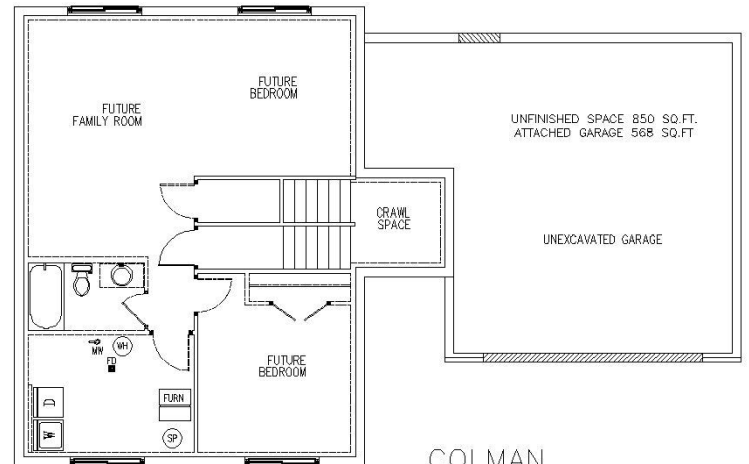 FUTURE
BEDROOM
FUTURE
FAMILY ROOM
UNFINISHED SPACE 850 SQ.FT.
ATTACHED GARAGE 568 SQ.FT
CRAWL
SPACE
UNEXCAVATED GARAGE
MW
WH
FD
FUTURE
BEDROOM
D
FURN
W
SP
COLMAN